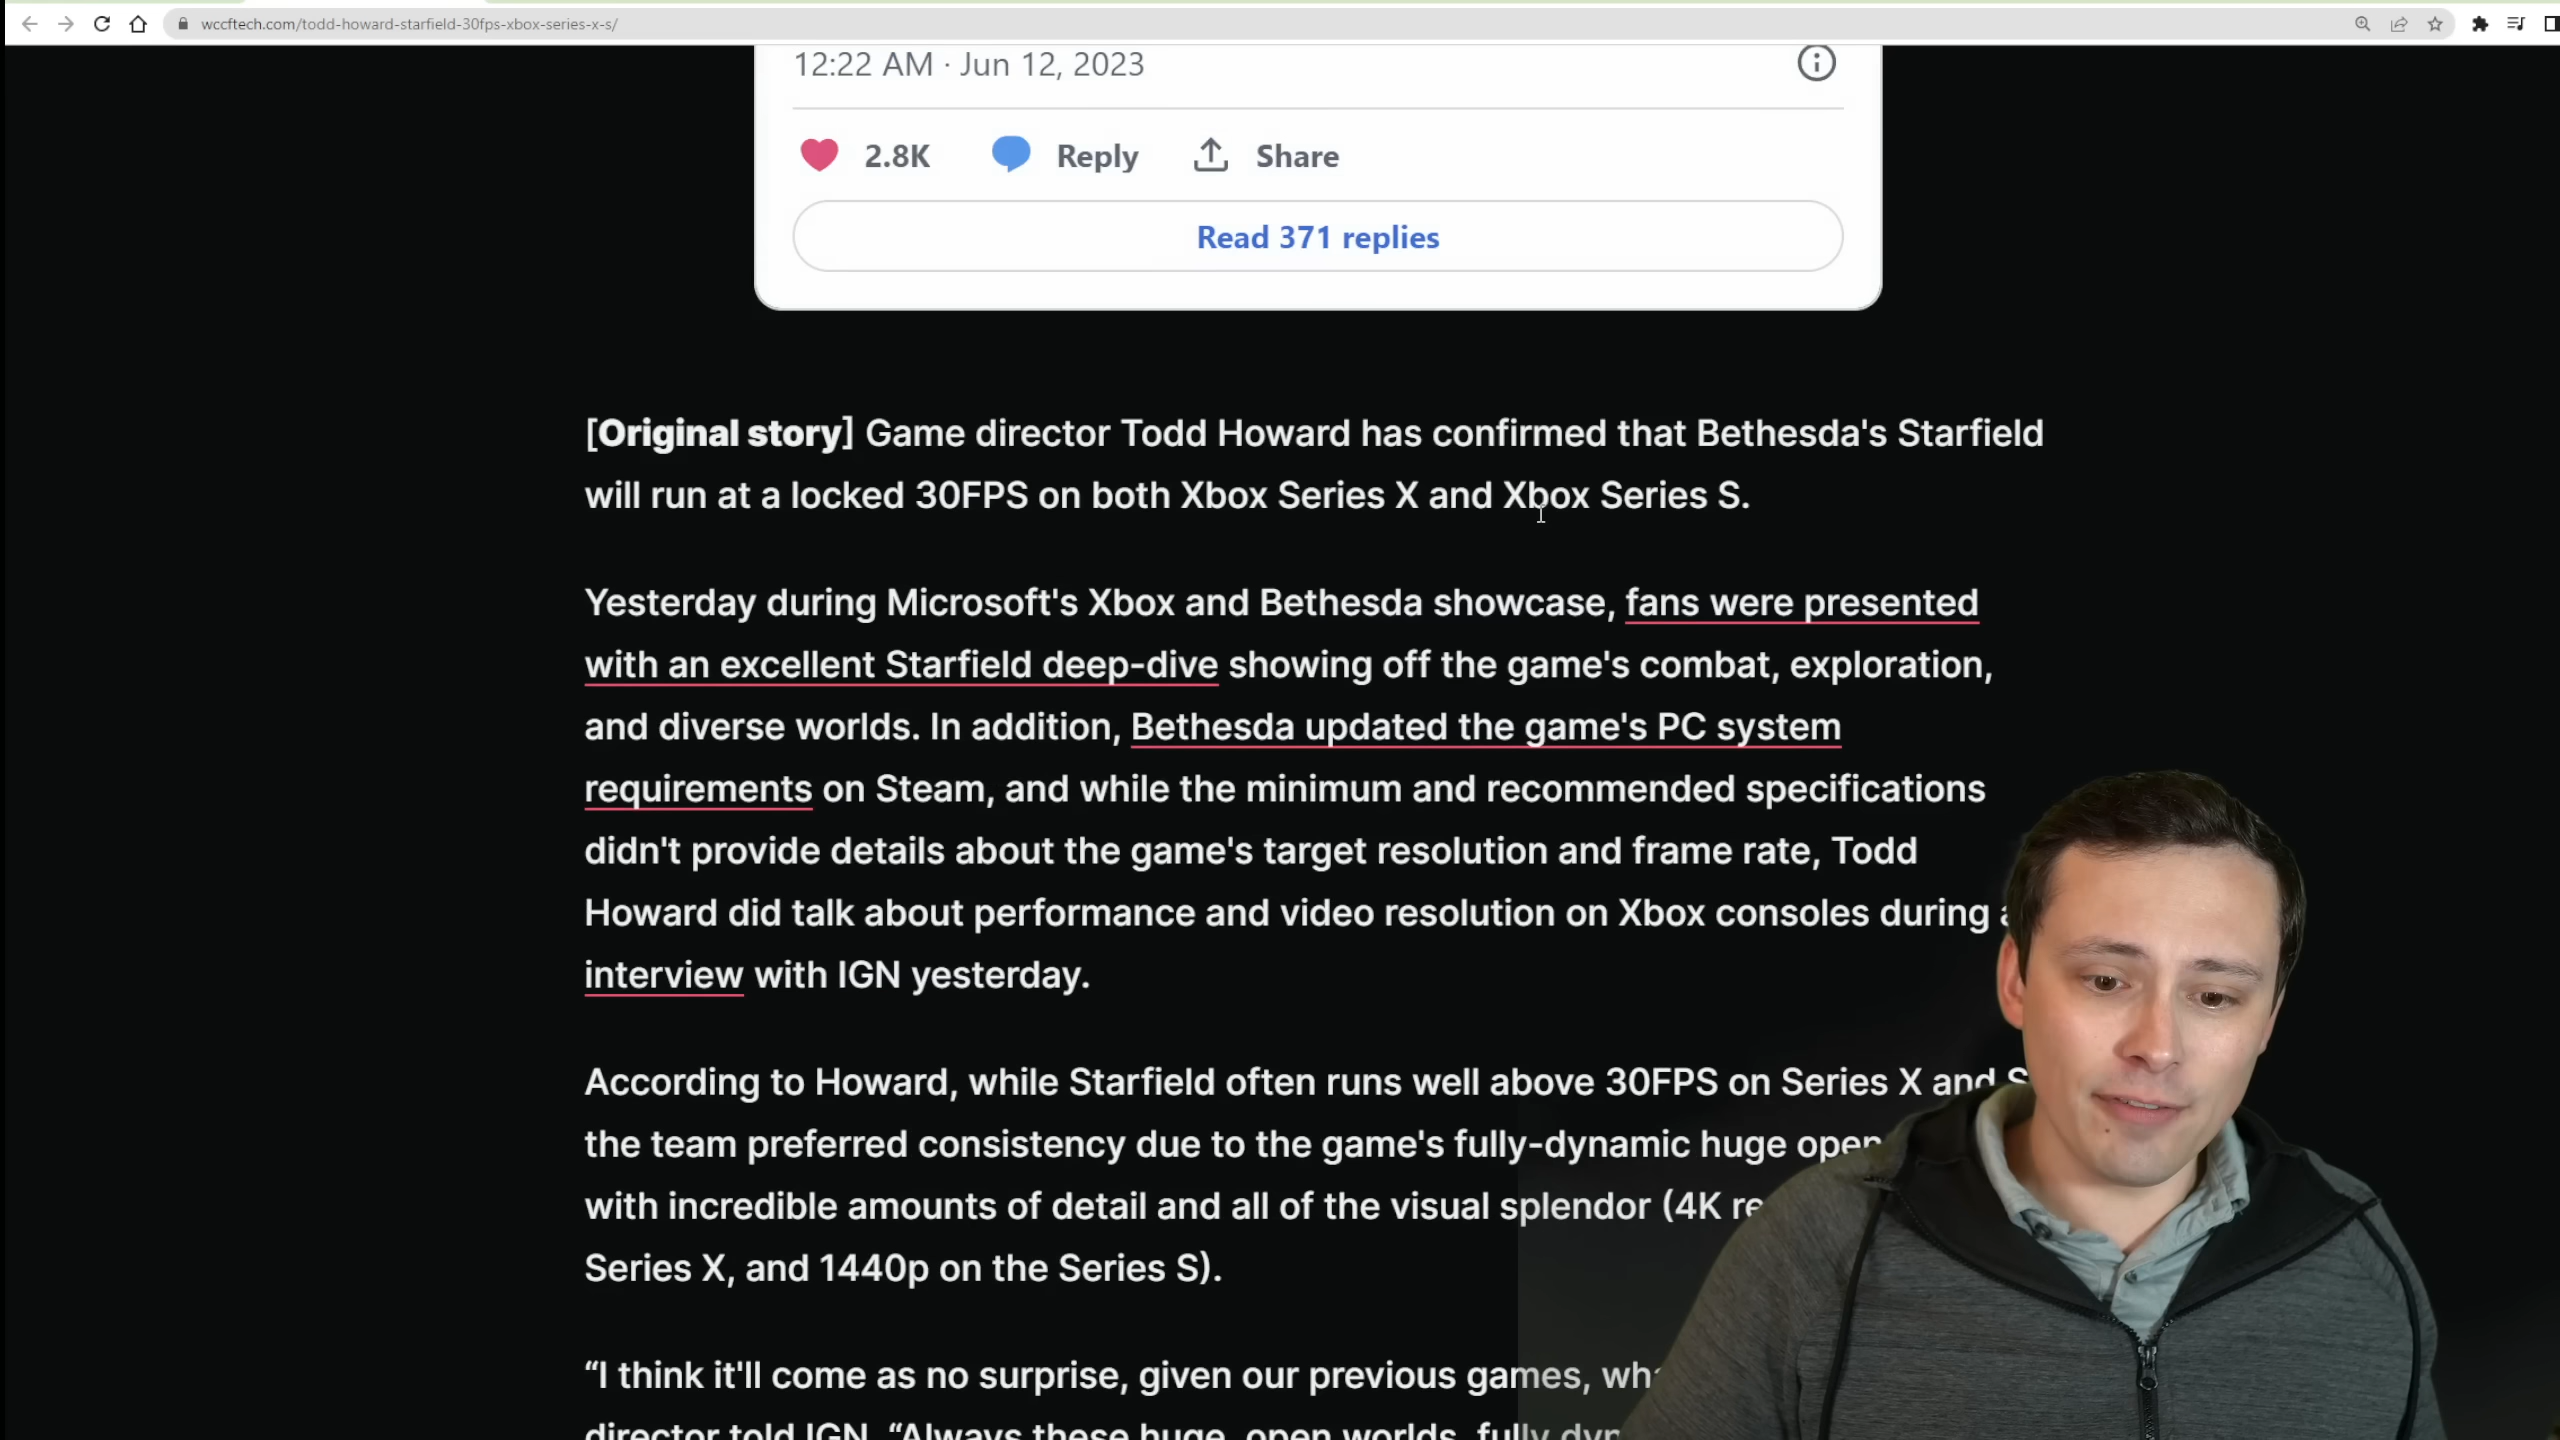 wccftech.com/todd-howard-starfield-30fps-xbox-series-x-s/
12:22 AM · Jun 12, 2023
2.8K Reply Share
Read 371 replies
[Original story] Game director Todd Howard has confirmed that Bethesda's Starfield
will run at a locked 30FPS on both Xbox Series X and Xbox Series S.
Yesterday during Microsoft's Xbox and Bethesda showcase, fans were presented
with an excellent Starfield deep-dive showing off the game's combat, exploration,
and diverse worlds. In addition, Bethesda updated the game's PC system
requirements on Steam, and while the minimum and recommended specifications
didn't provide details about the game's target resolution and frame rate, Todd
Howard did talk about performance and video resolution on Xbox consoles during
interview with IGN yesterday.
According to Howard, while Starfield often runs well above 30FPS on Series X and S
the team preferred consistency due to the game's fully-dynamic huge open
with incredible amounts of detail and all of the visual splendor (4K
Series X, and 1440p on the Series S).
“I think it'll come as no surprise, given our previous games,
director told IGN. “Always these huge, open worlds, fully